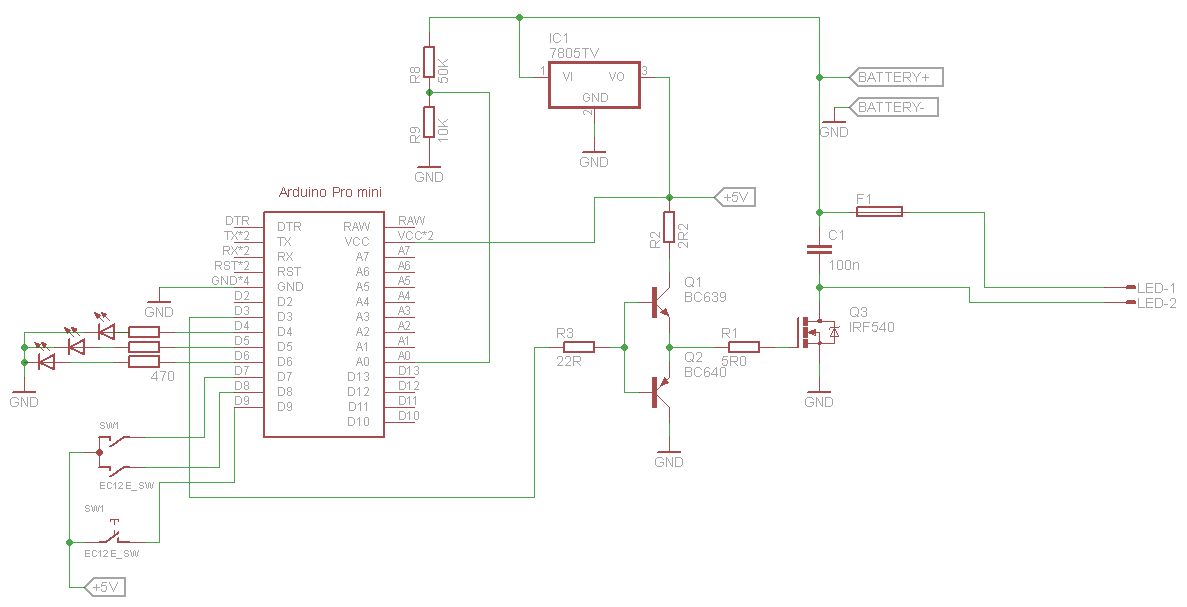 IC1
7805TV
1
VI
VO
3
GND
2
GND
R8
50K
R9
10K
GND
BATTERY+
BATTERY-
GND
+5V
F1
C1
100n
LED-1
LED-2
R2
2R2
Q1
BC639
Q2
BC640
R3
22R
R1
5R0
Q3
IRF540
GND
GND
Arduino Pro mini
DTR DTR RAW RAW
TX*2 TX VCC VCC*2
RX*2 RX A7 A7
RST*2 RST A6 A6
GND*4 GND A5 A5
D2 D2 A4 A4
D3 D3 A3 A3
D4 D4 A2 A2
D5 D5 A1 A1
D6 D6 A0 A0
D7 D7 D13 D13
D8 D8 D12 D12
D9 D9 D11 D11
D10 D10
GND
470
GND
SW1
EC12E_SW
SW1
EC12E_SW
+5V